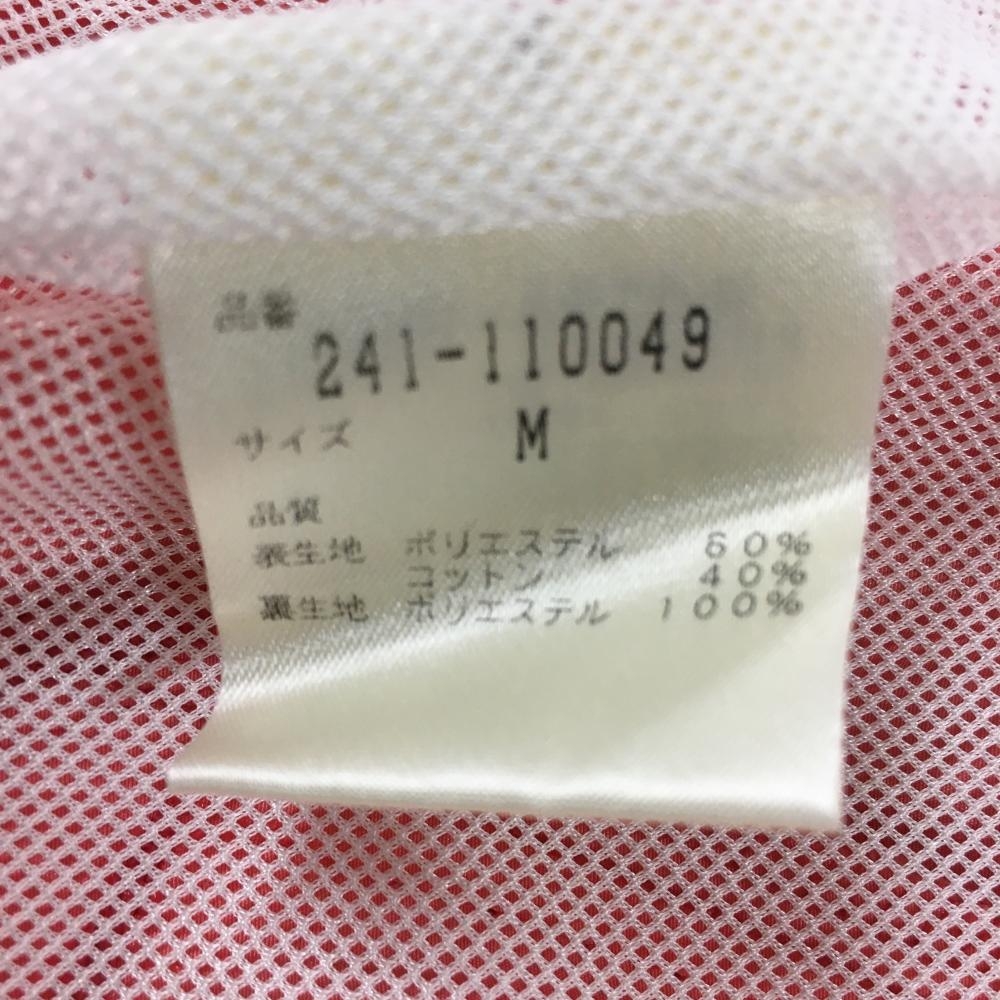 品番
241-110049
サイズ M
品質
表生地 ポリエステル 60%
コットン 40%
裏生地 ポリエステル 100%